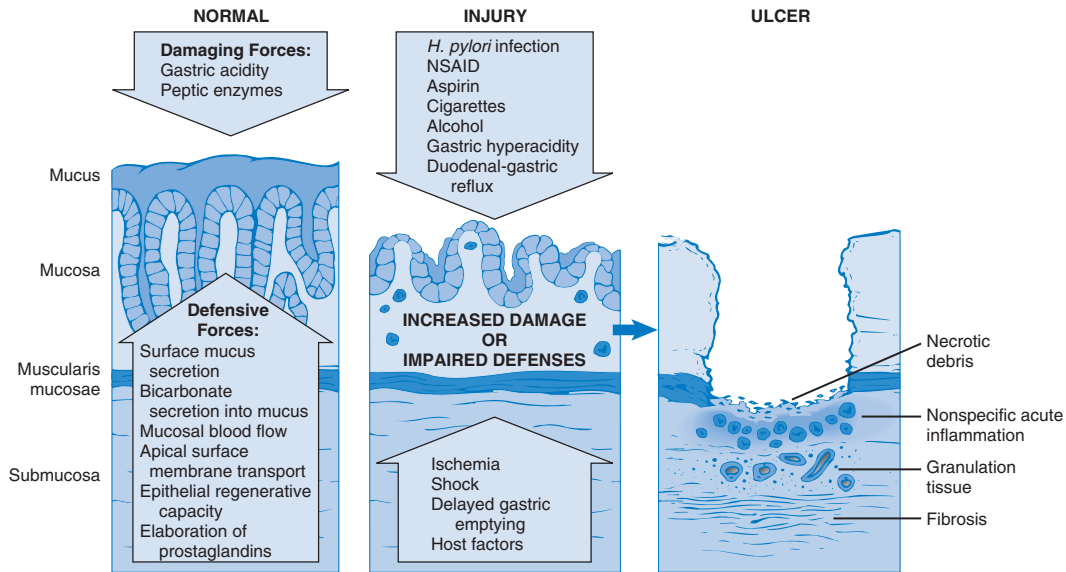 NORMAL
Damaging Forces:
Gastric acidity
Peptic enzymes
Mucus
Mucosa
Muscularis
mucosae
Submucosa
Defensive
Forces:
Surface mucus
secretion
Bicarbonate
secretion into mucus
Mucosal blood flow
Apical surface
membrane transport
Epithelial regenerative
capacity
Elaboration of
prostaglandins
INJURY
H. pylori infection
NSAID
Aspirin
Cigarettes
Alcohol
Gastric hyperacidity
Duodenal-gastric
reflux
INCREASED DAMAGE
OR
IMPAIRED DEFENSES
Ischemia
Shock
Delayed gastric
emptying
Host factors
ULCER
Necrotic
debris
Nonspecific acute
inflammation
Granulation
tissue
Fibrosis